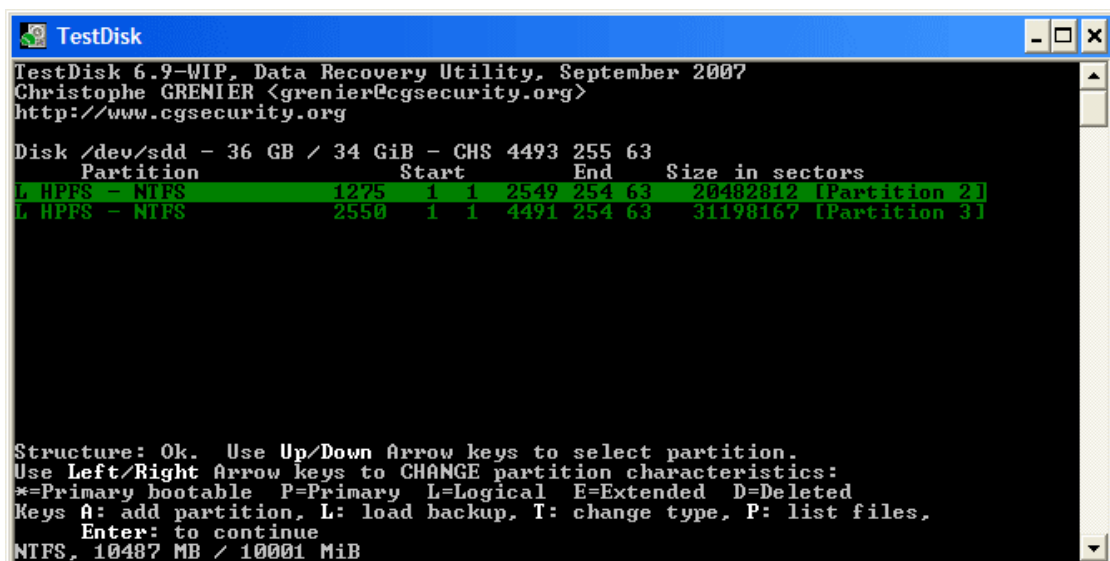 TestDisk
TestDisk 6.9-WIP, Data Recovery Utility, September 2007
Christophe GRENIER <grenier@cgsecurity.org>
http://www.cgsecurity.org
Disk /dev/sdd - 36 GB / 34 GiB - CHS 4493 255 63
Partition Start End Size in sectors
L HPFS - NTFS 1275 1 1 2549 254 63 20482812 [Partition 2]
L HPFS - NTFS 2550 1 1 4491 254 63 31198167 [Partition 3]
Structure: Ok. Use Up/Down Arrow keys to select partition.
Use Left/Right Arrow keys to CHANGE partition characteristics:
*=Primary bootable P=Primary L=Logical E=Extended D=Deleted
Keys A: add partition, L: load backup, T: change type, P: list files,
Enter: to continue
NTFS, 10487 MB / 10001 MiB